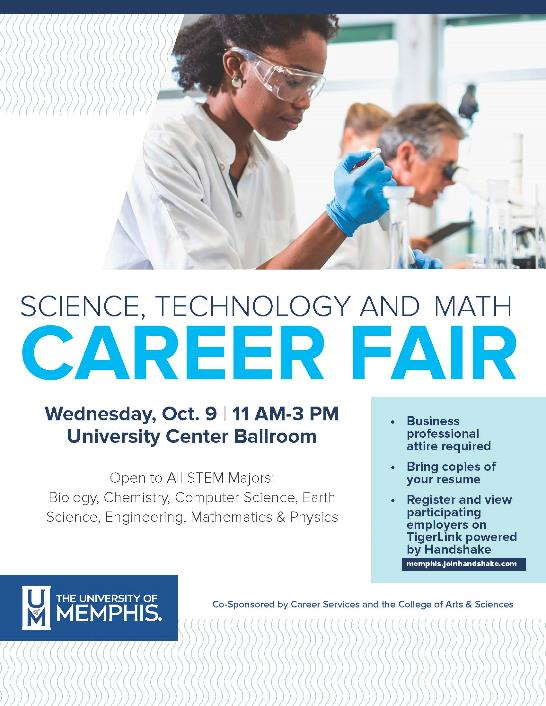 SCIENCE, TECHNOLOGY AND MATH
CAREER FAIR
Wednesday, Oct. 9 | 11 AM-3 PM
University Center Ballroom
Open to All STEM Majors:
Biology, Chemistry, Computer Science, Earth
Science, Engineering, Mathematics & Physics
• Business
professional
attire required
• Bring copies of
your resume
• Register and view
participating
employers on
TigerLink powered
by Handshake
memphis.joinhandshake.com
UM
THE UNIVERSITY OF
MEMPHIS.
Co-Sponsored by Career Services and the College of Arts & Sciences